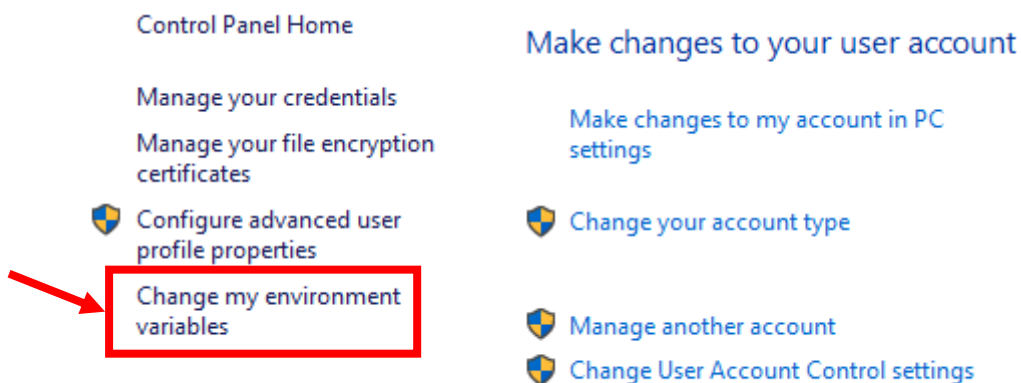 Control Panel Home
Manage your credentials
Manage your file encryption
certificates
Configure advanced user
profile properties
Change my environment
variables
Make changes to your user account
Make changes to my account in PC
settings
Change your account type
Manage another account
Change User Account Control settings